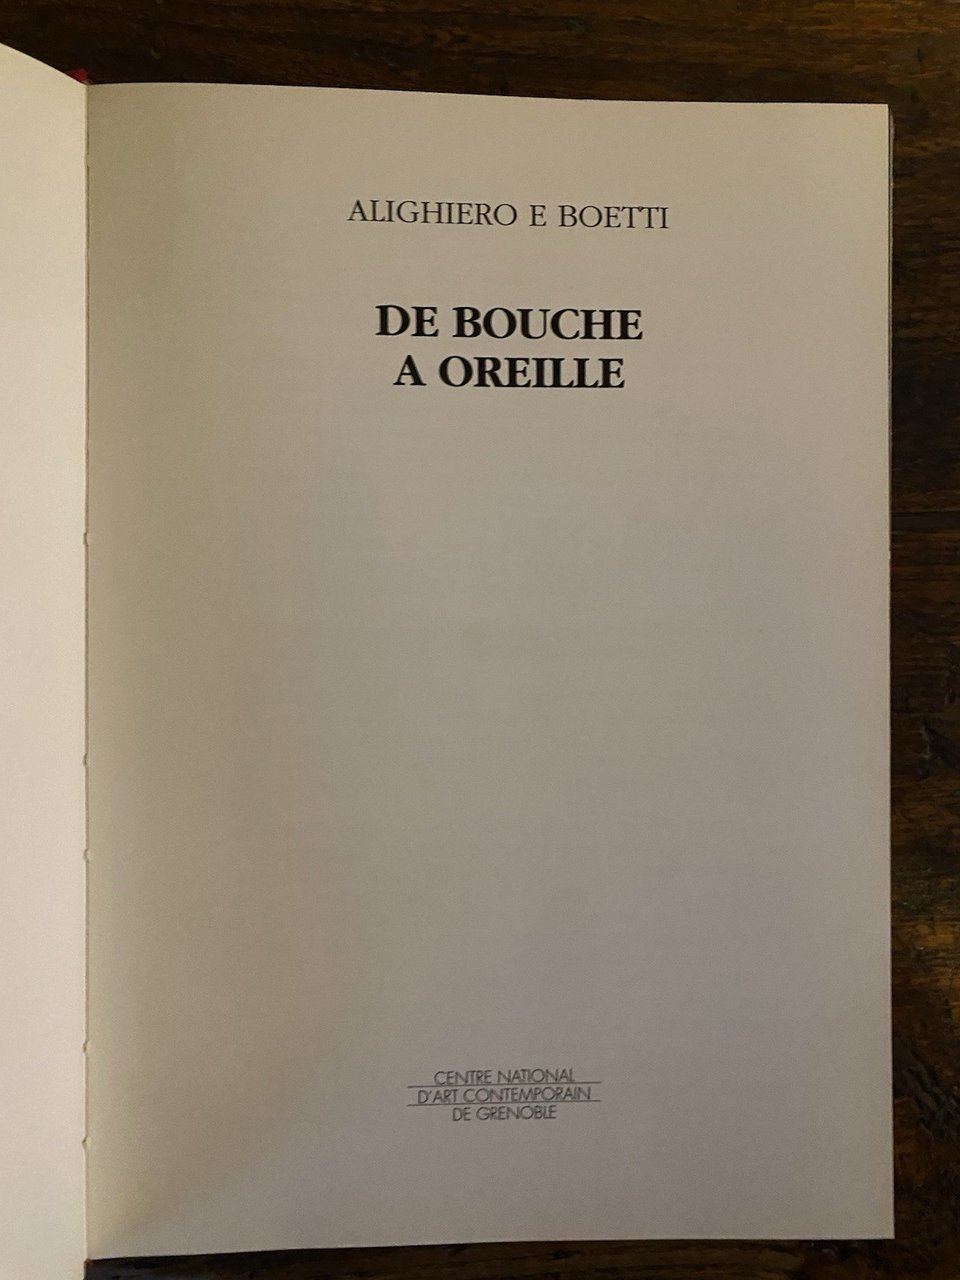 ALIGHIERO E BOETTI
DE BOUCHE
A OREILLE
CENTRE NATIONAL
D'ART CONTEMPORAIN
DE GRENOBLE